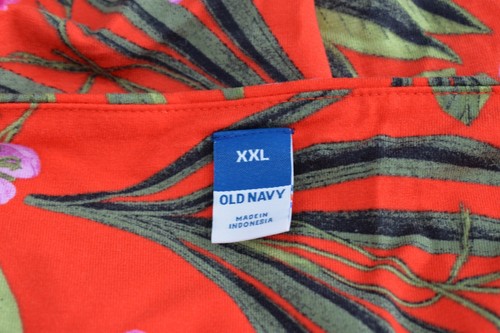 XXL
OLD NAVY
MADE IN
INDONESIA